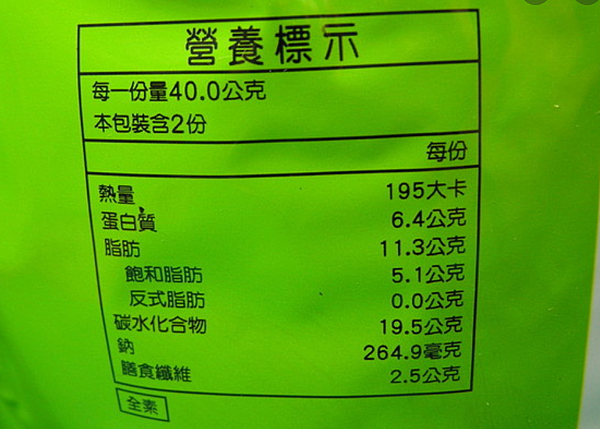 營養標示
每一份量40.0公克
本包裝含2份
每份
熱量 195大卡
蛋白質 6.4公克
脂肪 11.3公克
飽和脂肪 5.1公克
反式脂肪 0.0公克
碳水化合物 19.5公克
鈉 264.9毫克
膳食纖維 2.5公克
全素